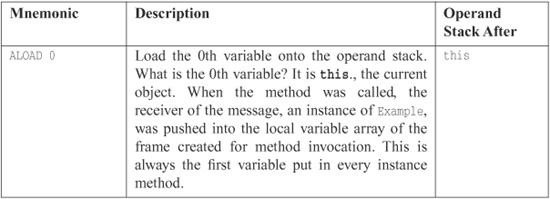 Mnemonic Description Operand
Stack After
ALOAD 0 Load the 0th variable onto the operand stack. this
What is the 0th variable? It is this., the current
object. When the method was called, the
receiver of the message, an instance of Example,
was pushed into the local variable array of the
frame created for method invocation. This is
always the first variable put in every instance
method.